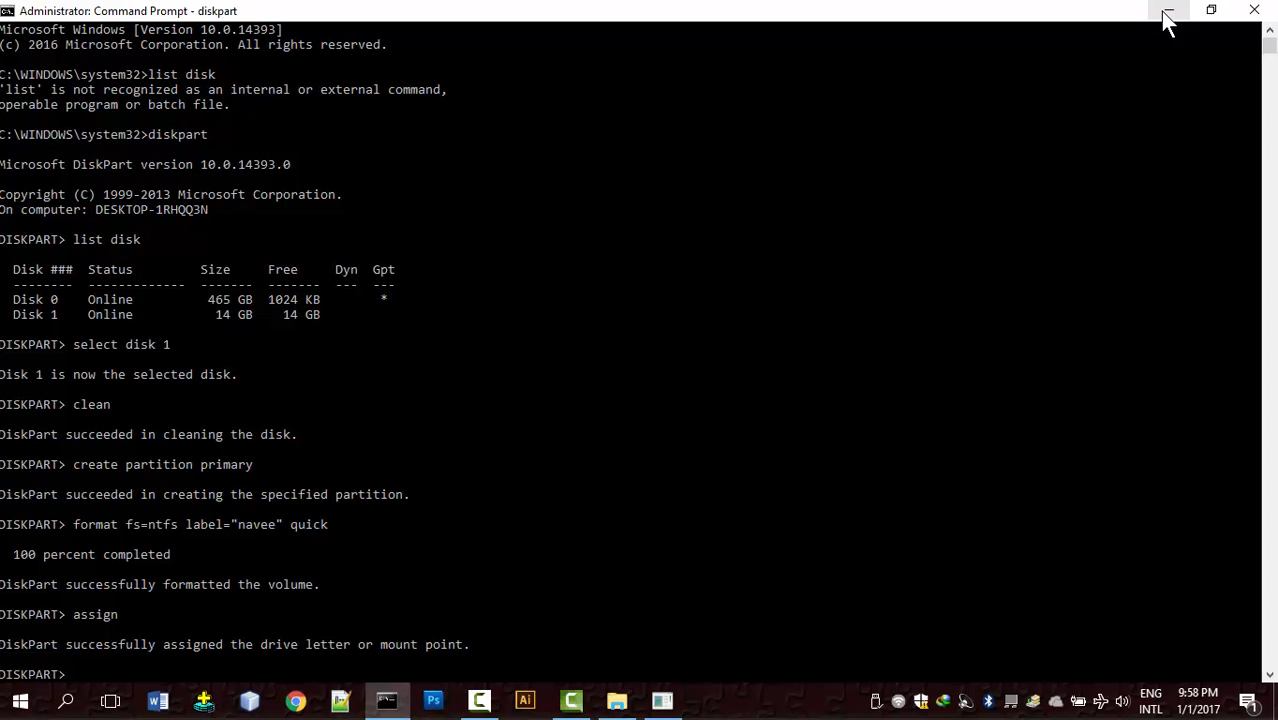 Administrator: Command Prompt - diskpart
Microsoft Windows [Version 10.0.14393]
(c) 2016 Microsoft Corporation. All rights reserved.
C:\WINDOWS\system32>list disk
'list' is not recognized as an internal or external command,
operable program or batch file.
C:\WINDOWS\system32>diskpart
Microsoft DiskPart version 10.0.14393.0
Copyright (C) 1999-2013 Microsoft Corporation.
On computer: DESKTOP-1RHQQ3N
DISKPART> list disk
Disk ### Status Size Free Dyn Gpt
-------- ------------- ------- ------- --- ---
Disk 0 Online 465 GB 1024 KB *
Disk 1 Online 14 GB 14 GB
DISKPART> select disk 1
Disk 1 is now the selected disk.
DISKPART> clean
DiskPart succeeded in cleaning the disk.
DISKPART> create partition primary
DiskPart succeeded in creating the specified partition.
DISKPART> format fs=ntfs label="navee" quick
100 percent completed
DiskPart successfully formatted the volume.
DISKPART> assign
DiskPart successfully assigned the drive letter or mount point.
DISKPART>
Ps
Ai
ENG
INTL
9:58 PM
1/1/2017
1